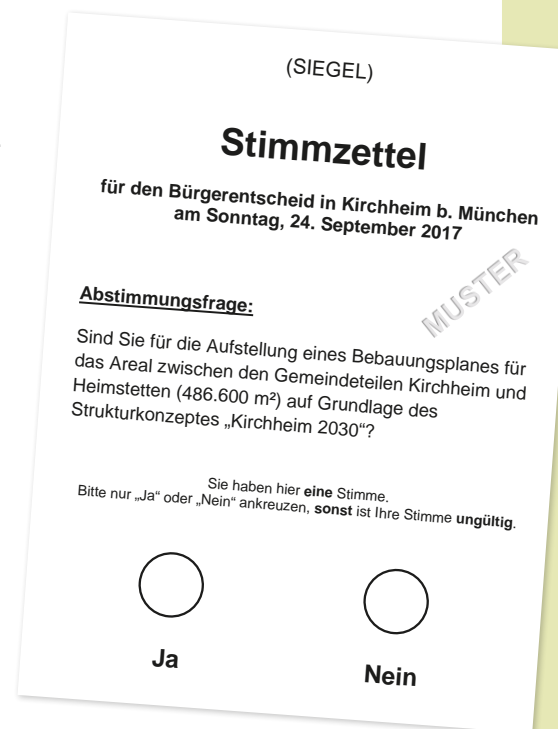 (SIEGEL)
Stimmzettel
für den Bürgerentscheid in Kirchheim b. München
am Sonntag, 24. September 2017
MUSTER
Abstimmungsfrage:
Sind Sie für die Aufstellung eines Bebauungsplanes für
das Areal zwischen den Gemeindeteilen Kirchheim und
Heimstetten (486.600 m²) auf Grundlage des
Strukturkonzeptes „Kirchheim 2030“?
Sie haben hier eine Stimme.
Bitte nur „Ja“ oder „Nein“ ankreuzen, sonst ist Ihre Stimme ungültig.
Ja
Nein